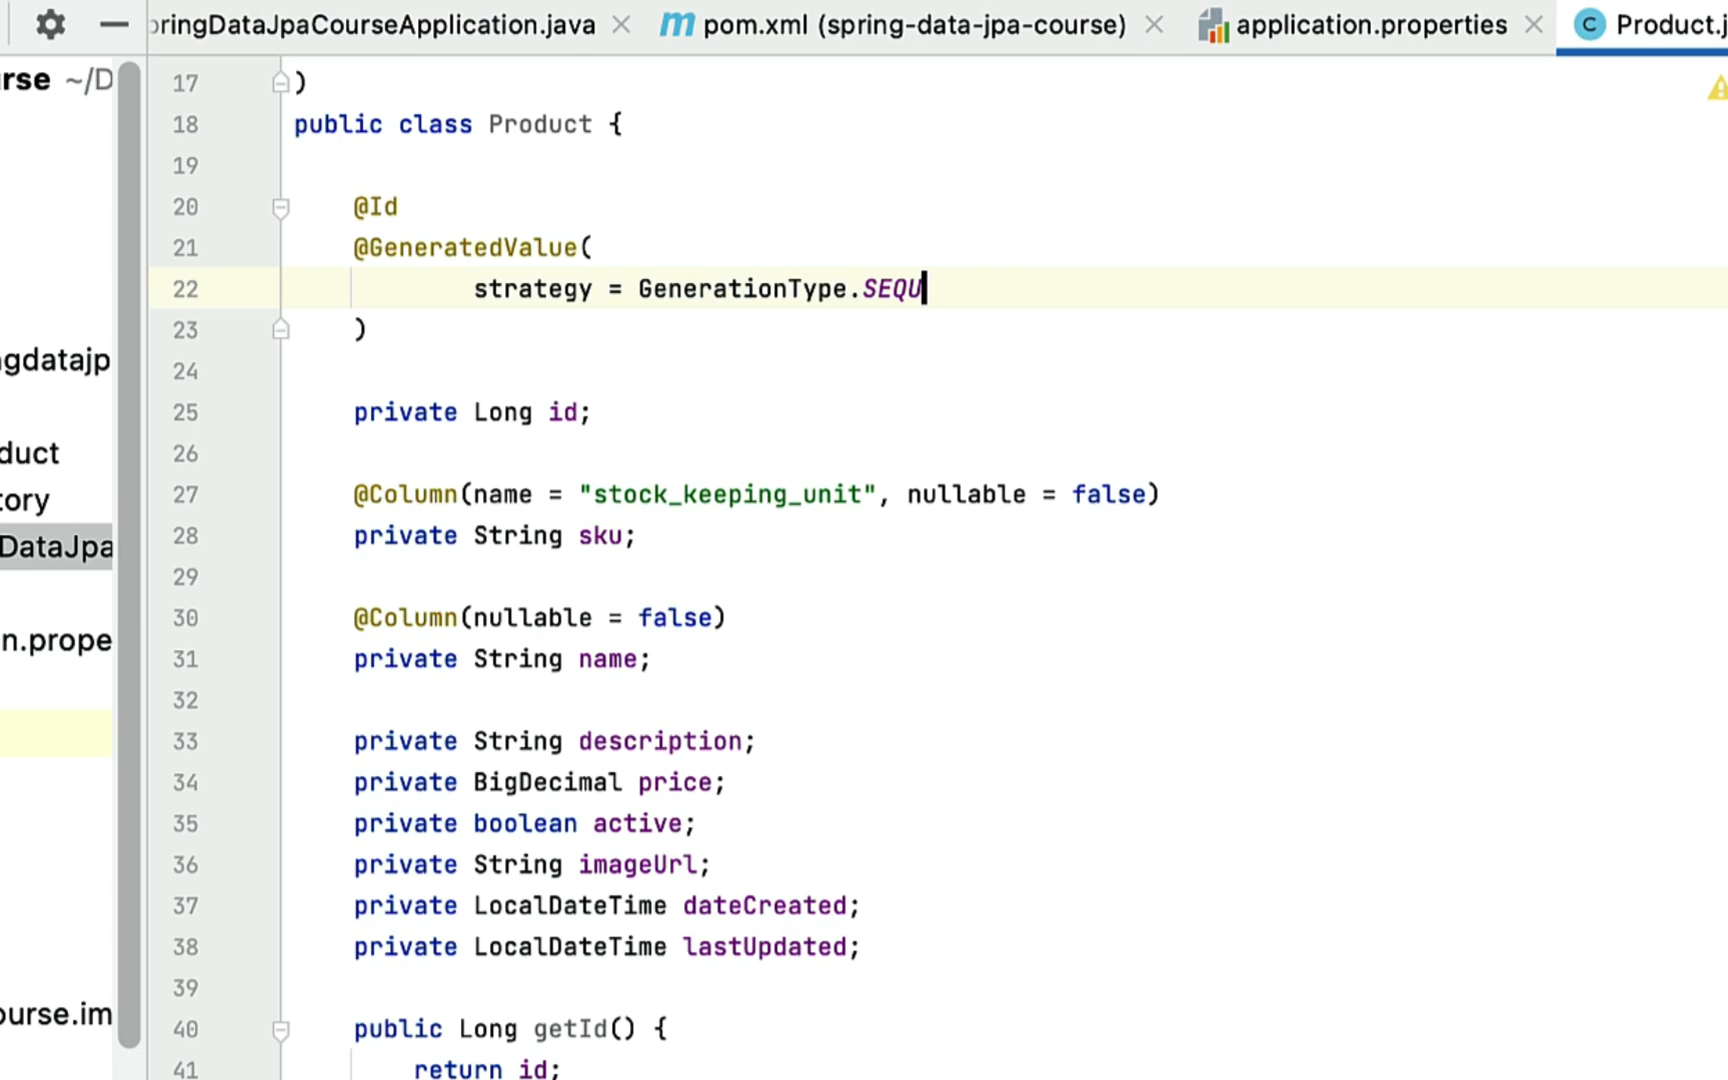 pringDataJpaCourseApplication.java
pom.xml (spring-data-jpa-course)
application.properties
C Product.j
rse ~/D
gdatajp
duct
tory
DataJpa
n.prope
ourse.im
17 )
18 public class Product {
19
20 @Id
21 @GeneratedValue(
22 strategy = GenerationType.SEQU
23 )
24
25 private Long id;
26
27 @Column(name = "stock_keeping_unit", nullable = false)
28 private String sku;
29
30 @Column(nullable = false)
31 private String name;
32
33 private String description;
34 private BigDecimal price;
35 private boolean active;
36 private String imageUrl;
37 private LocalDateTime dateCreated;
38 private LocalDateTime lastUpdated;
39
40 public Long getId() {
41 return id;